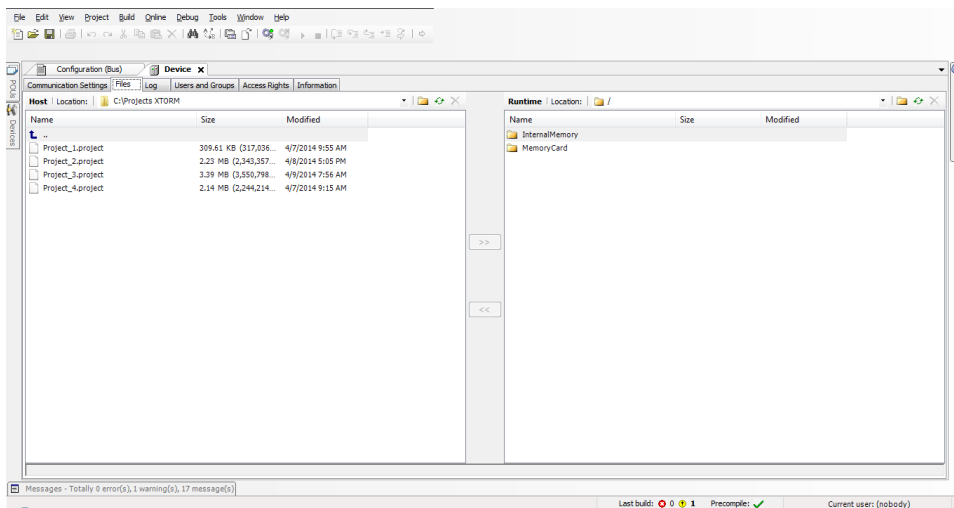 File Edit View Project Build Online Debug Tools Window Help
Configuration (Bus) Device x
Communication Settings Files Log Users and Groups Access Rights Information
POUs
Devices
Host Location: C:\Projects XTORM
Name Size Modified
..
Project_1.project 309.61 KB (317,036... 4/7/2014 9:55 AM
Project_2.project 2.23 MB (2,343,357... 4/8/2014 5:05 PM
Project_3.project 3.39 MB (3,550,798... 4/9/2014 7:56 AM
Project_4.project 2.14 MB (2,244,214... 4/7/2014 9:15 AM
>>
<<
Runtime Location: /
Name Size Modified
InternalMemory
MemoryCard
Messages - Totally 0 error(s), 1 warning(s), 17 message(s)
Last build: 0 1 Precompile: Current user: (nobody)